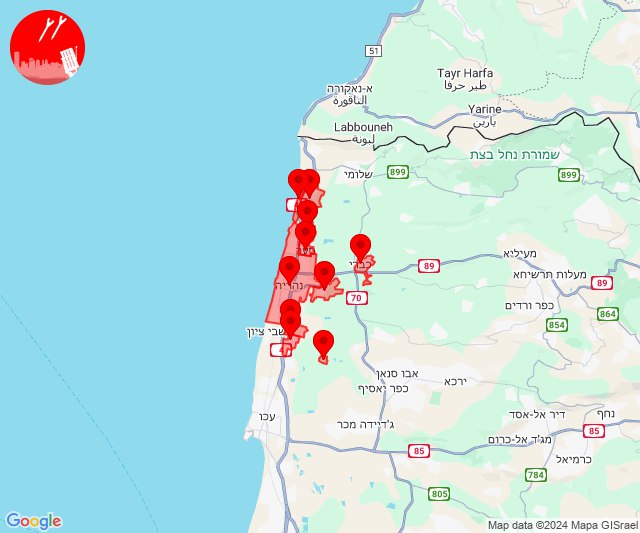 51
Tayr Harfa
طير حرفا
א-נאקורה
الناقورة
Yarine
يارين
Labbouneh
لبونة
שמורת נחל בצת
שלומי
899
899
כברי
מעיליא
89
מעלות תרשיחא
89
נהריה
70
כפר ורדים
864
854
שבי ציון
4
אבו סנאן
ירכא
כפר יאסיף
עכו
ג'דיידה מכר
דיר אל-אסד
נחף
85
מג'ד אל-כרום
85
כרמיאל
784
805
Google
Map data ©2024 Mapa GISrael